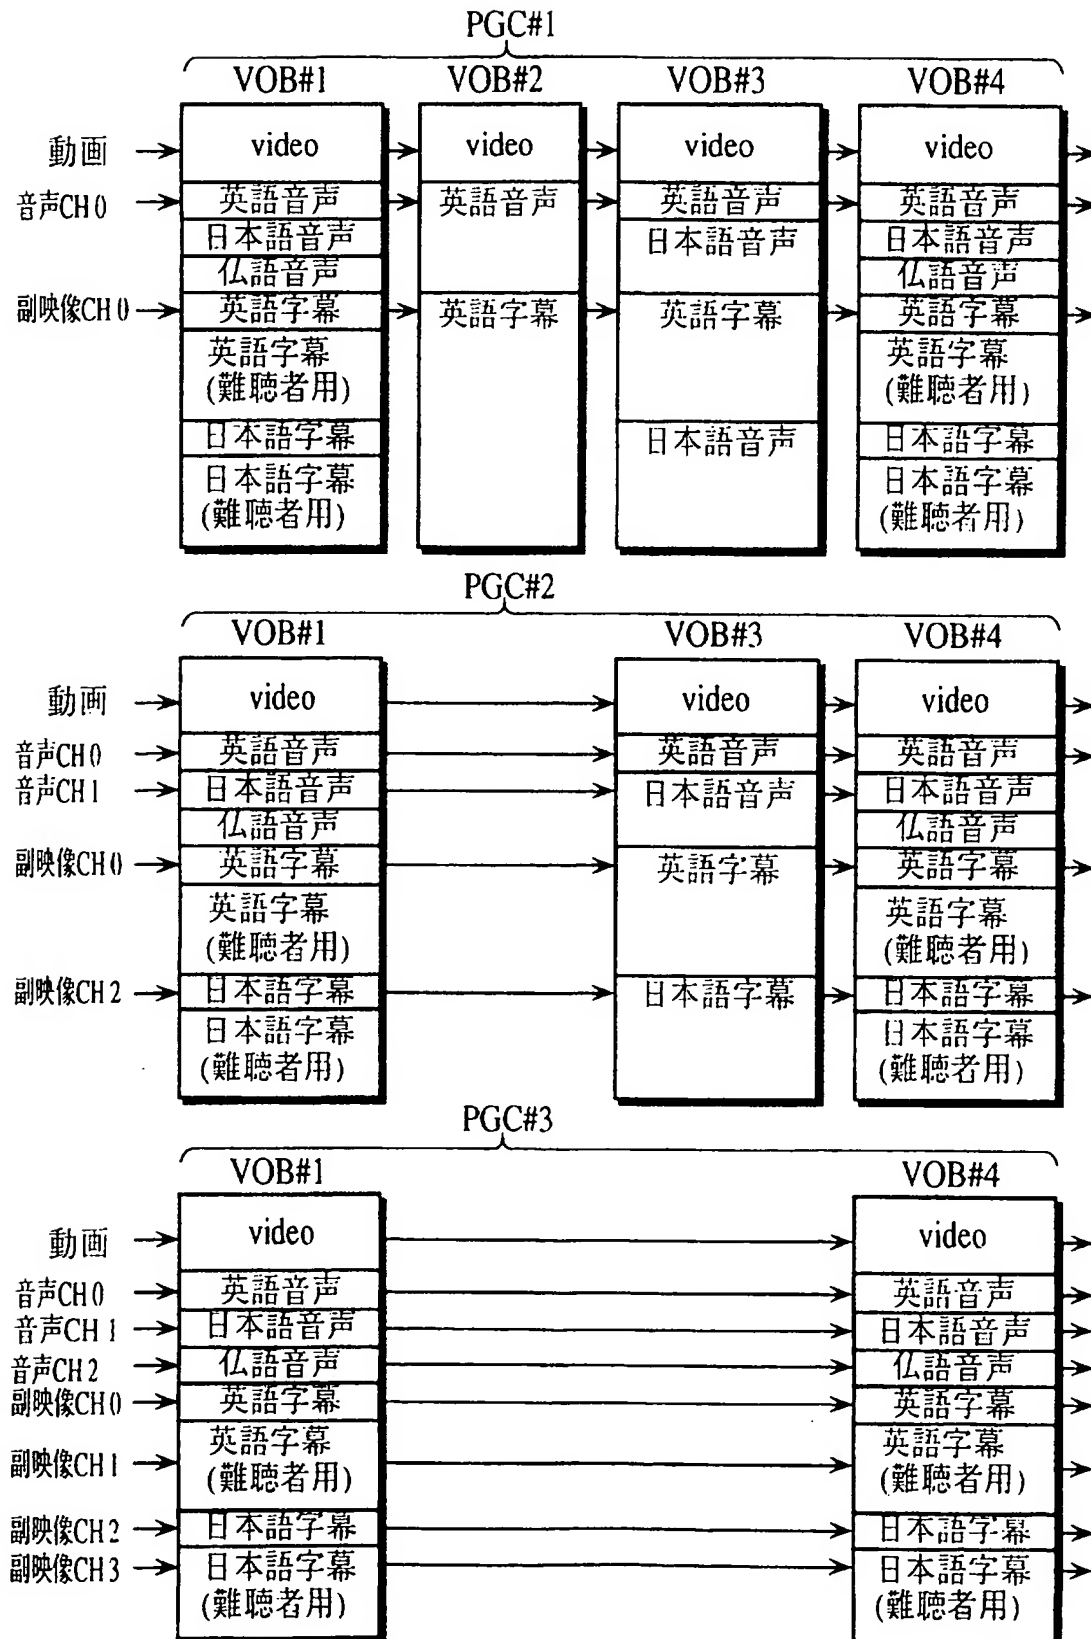 PGC#1
VOB#1 VOB#2 VOB#3 VOB#4
動画 video video video video
音声CH0 英語音声 英語音声 英語音声 英語音声
日本語音声 日本語音声 日本語音声
仏語音声 仏語音声
副映像CH0 英語字幕 英語字幕 英語字幕 英語字幕
英語字幕 英語字幕
(難聴者用) (難聴者用)
日本語字幕 日本語音声 日本語字幕
日本語字幕 日本語字幕
(難聴者用) (難聴者用)
PGC#2
VOB#1 VOB#3 VOB#4
動画 video video video
音声CH0 英語音声 英語音声 英語音声
音声CH1 日本語音声 日本語音声 日本語音声
仏語音声 仏語音声
副映像CH0 英語字幕 英語字幕 英語字幕
英語字幕 英語字幕
(難聴者用) (難聴者用)
副映像CH2 日本語字幕 日本語字幕 日本語字幕
日本語字幕 日本語字幕
(難聴者用) (難聴者用)
PGC#3
VOB#1 VOB#4
動画 video video
音声CH0 英語音声 英語音声
音声CH1 日本語音声 日本語音声
音声CH2 仏語音声 仏語音声
副映像CH0 英語字幕 英語字幕
英語字幕 英語字幕
副映像CH1 (難聴者用) (難聴者用)
副映像CH2 日本語字幕 日本語字幕
副映像CH3 日本語字幕 日本語字幕
(難聴者用) (難聴者用)